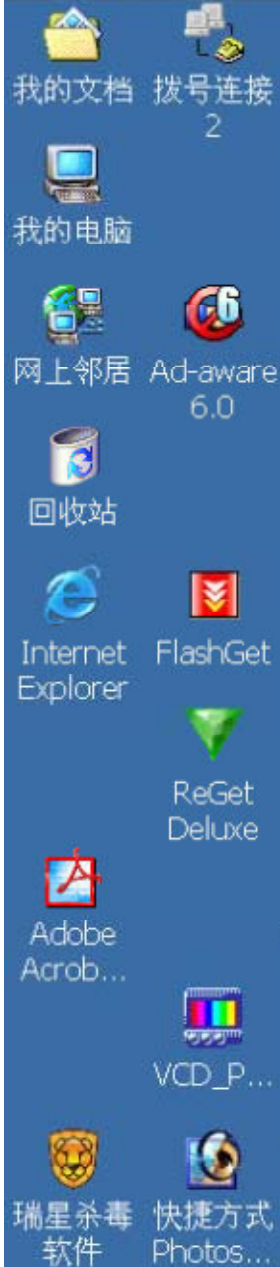 我的文档
拨号连接
2
我的电脑
网上邻居
Ad-aware
6.0
回收站
Internet
Explorer
FlashGet
ReGet
Deluxe
Adobe
Acrob...
VCD_P...
瑞星杀毒
软件
快捷方式
Photos...